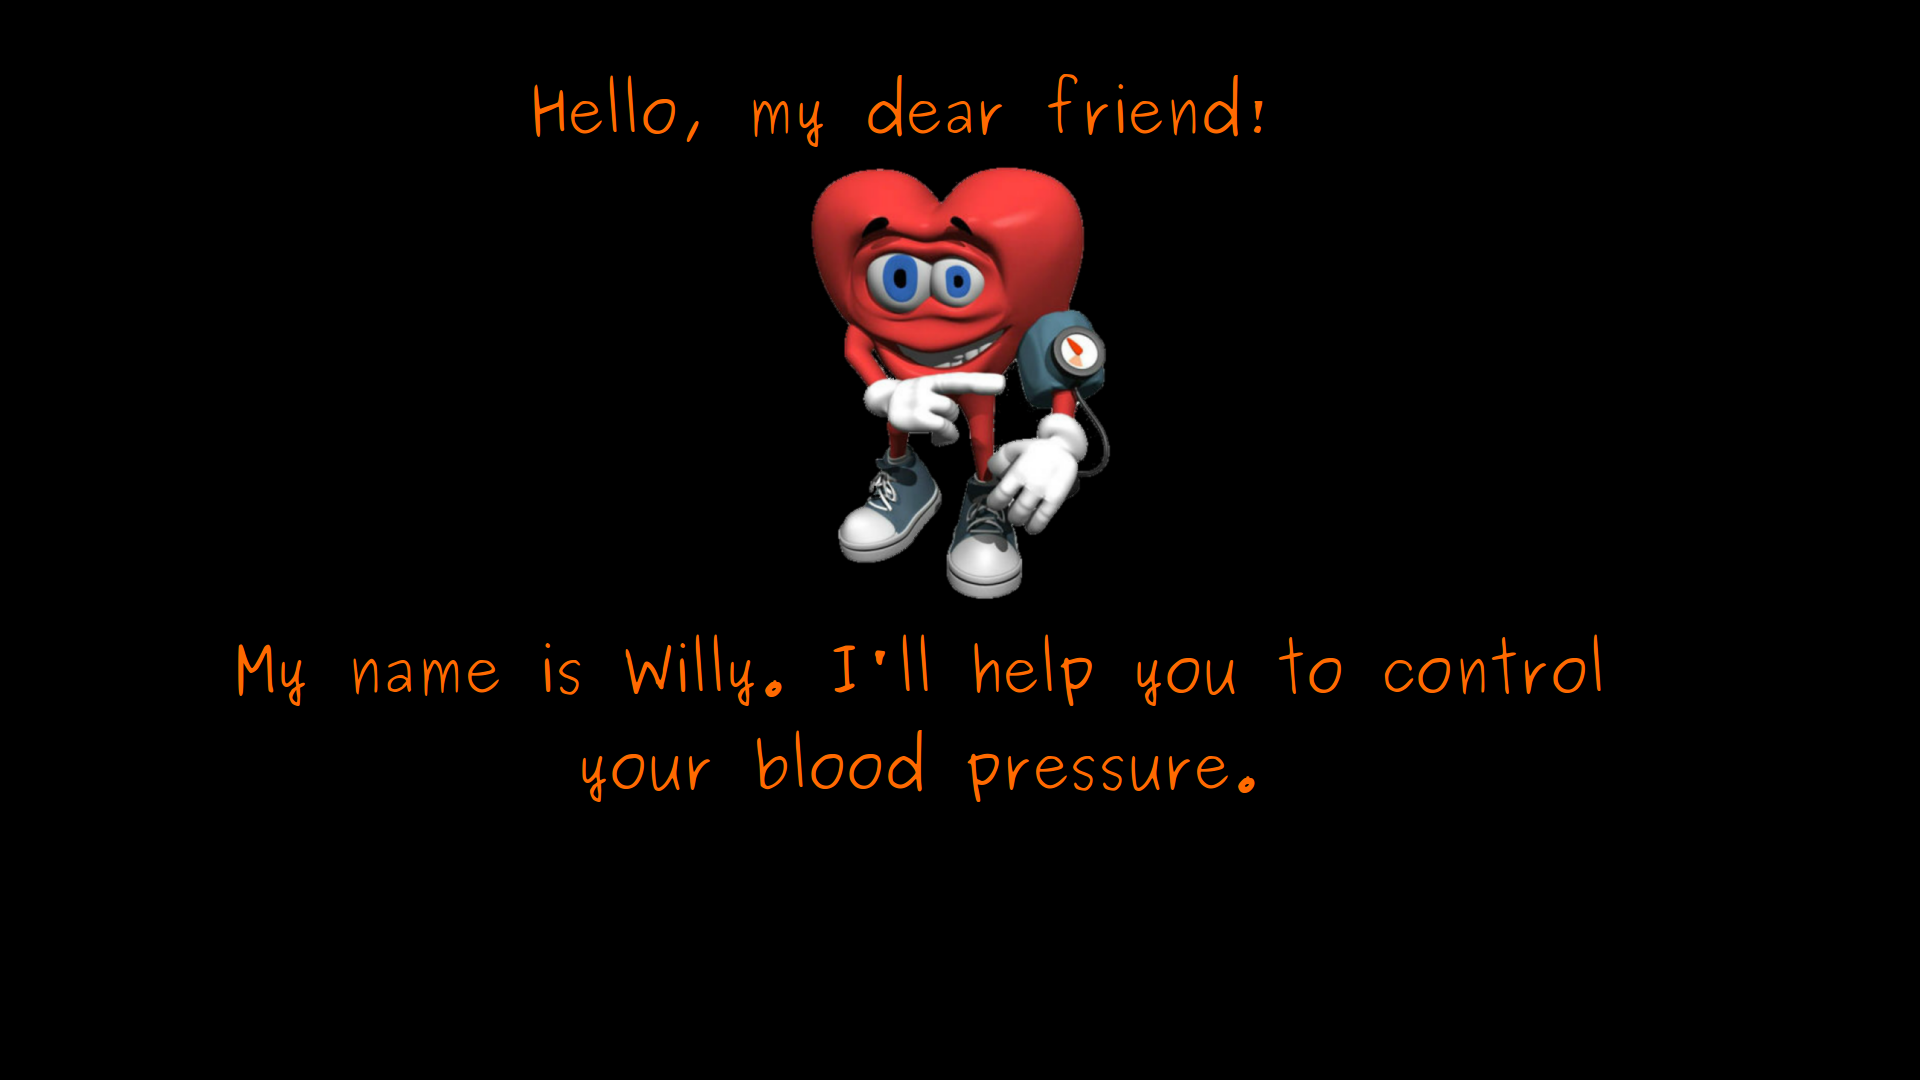 Hello, my dear friend!
My name is Willy. I'll help you to control
your blood pressure.